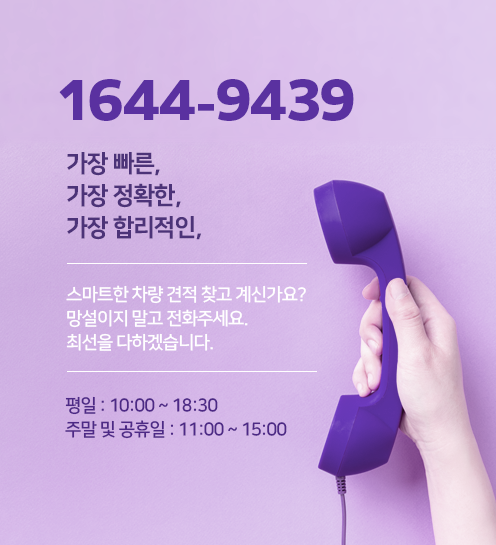 1644-9439
가장 빠른,
가장 정확한,
가장 합리적인,
스마트한 차량 견적 찾고 계신가요?
망설이지 말고 전화주세요.
최선을 다하겠습니다.
평일 : 10:00 ~ 18:30
주말 및 공휴일 : 11:00 ~ 15:00